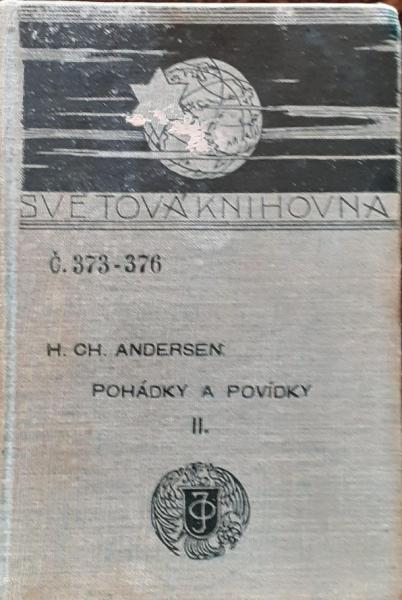 SVĚTOVÁ KNIHOVNA
Č. 373-376
H. CH. ANDERSEN:
POHÁDKY A POVÍDKY
II.